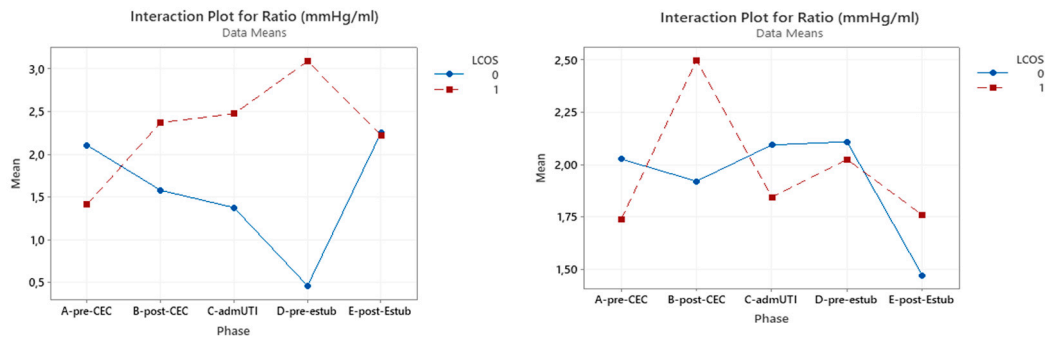 Interaction Plot for Ratio (mmHg/ml)
Data Means
LCOS
0
1
3,0
2,5
2,0
1,5
1,0
0,5
Mean
A-pre-CEC B-post-CEC C-admUTI D-pre-estub E-post-Estub
Phase
Interaction Plot for Ratio (mmHg/ml)
Data Means
LCOS
0
1
2,50
2,25
2,00
1,75
1,50
Mean
A-pre-CEC B-post-CEC C-admUTI D-pre-estub E-post-Estub
Phase